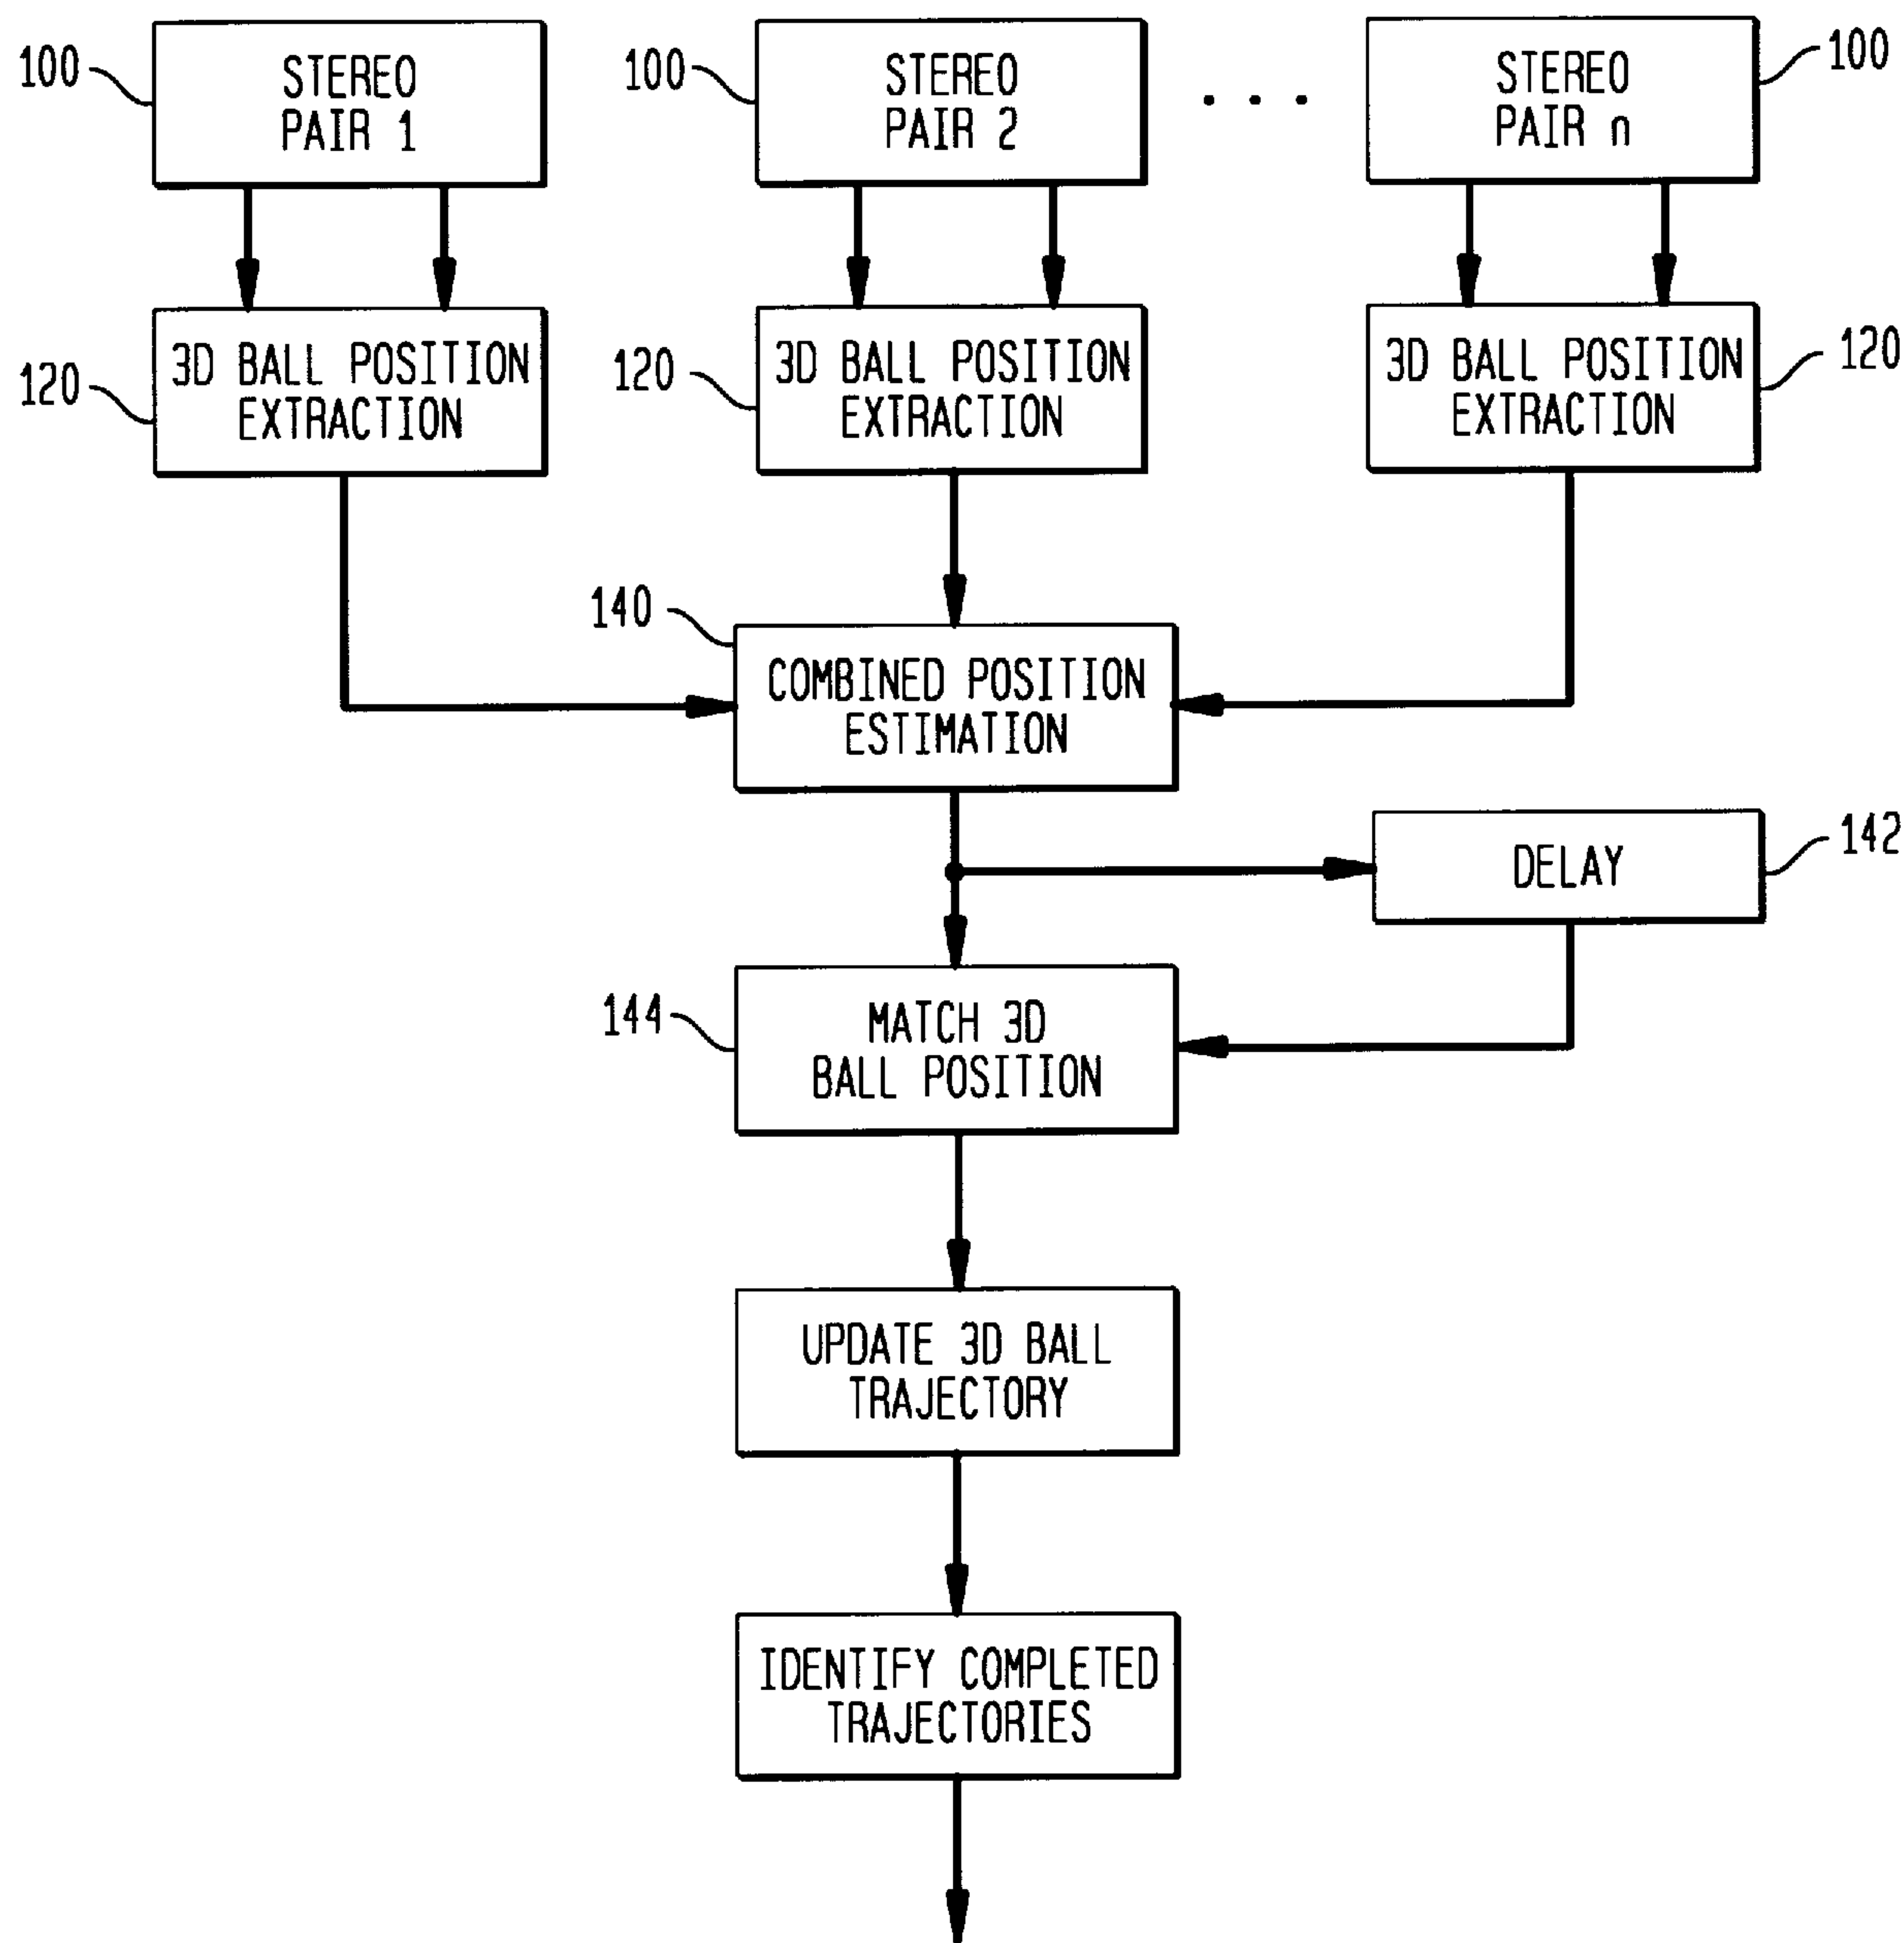 100
STEREO
PAIR 1
100
STEREO
PAIR 2
. . .
STEREO
PAIR n
100
120
3D BALL POSITION
EXTRACTION
120
3D BALL POSITION
EXTRACTION
3D BALL POSITION
EXTRACTION
120
140
COMBINED POSITION
ESTIMATION
DELAY
142
144
MATCH 3D
BALL POSITION
UPDATE 3D BALL
TRAJECTORY
IDENTIFY COMPLETED
TRAJECTORIES